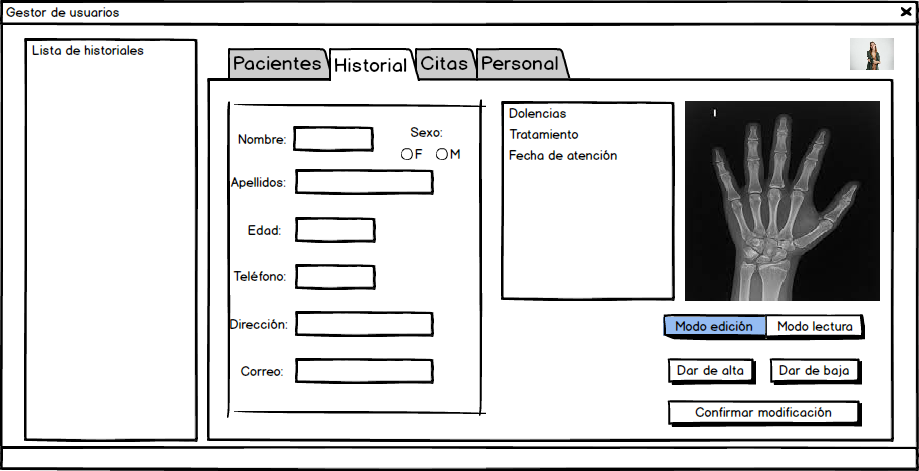 Gestor de usuarios
Lista de historiales
Pacientes Historial Citas Personal
Nombre:
Sexo:
F M
Apellidos:
Edad:
Teléfono:
Dirección:
Correo:
Dolencias
Tratamiento
Fecha de atención
Modo edición Modo lectura
Dar de alta Dar de baja
Confirmar modificación